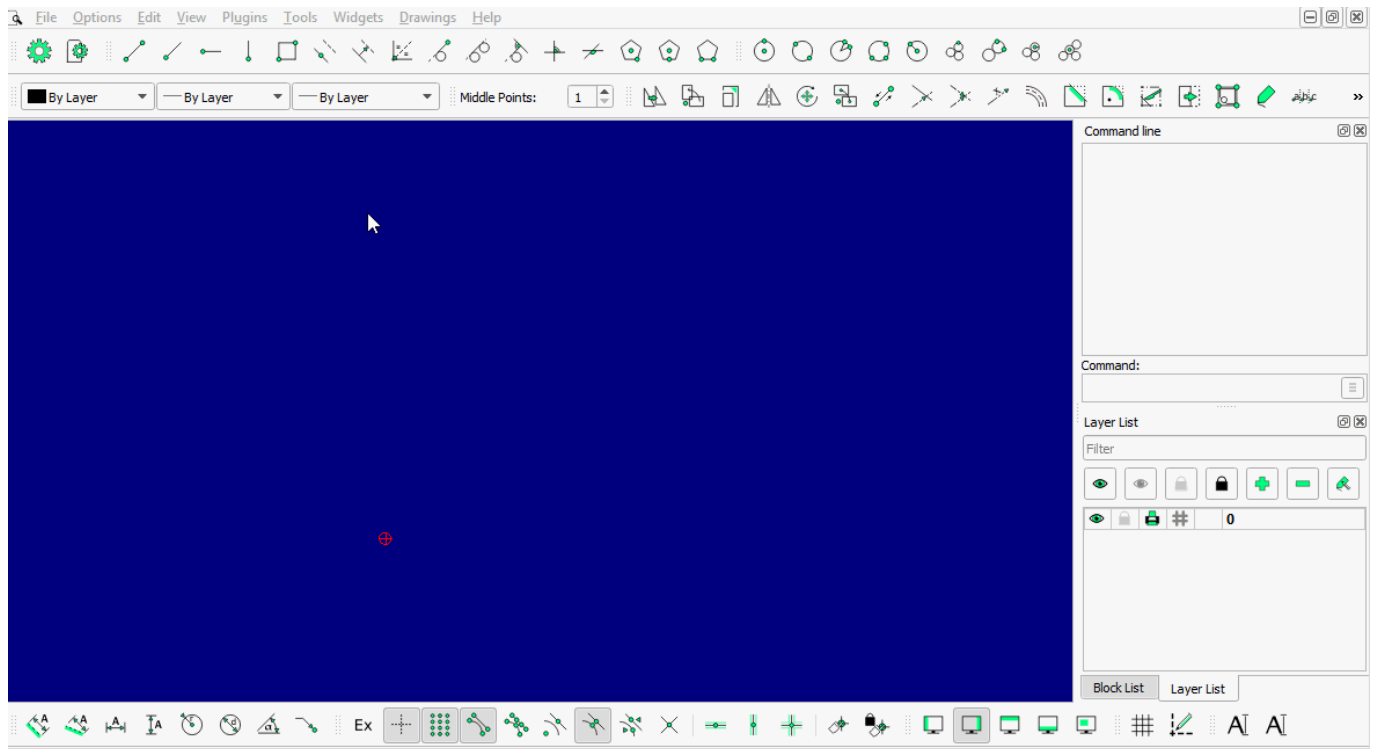 File Options Edit View Plugins Tools Widgets Drawings Help
By Layer By Layer By Layer Middle Points: 1
Command line
Command:
Layer List
Filter
0
Block List Layer List
Ex